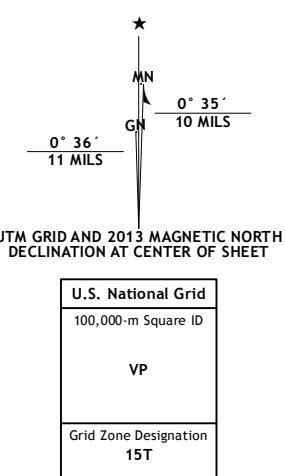 ★
MN
0° 35´
10 MILS
GN
0° 36´
11 MILS
UTM GRID AND 2013 MAGNETIC NORTH
DECLINATION AT CENTER OF SHEET
U.S. National Grid
100,000-m Square ID
VP
Grid Zone Designation
15T